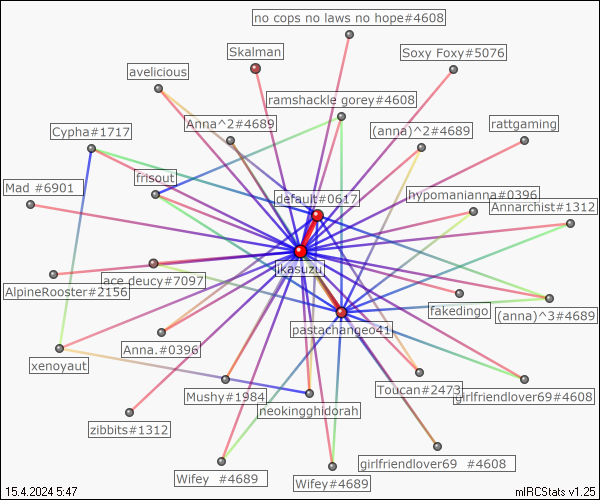 no cops no laws no hope#4608
Skalman
Soxy Foxy#5076
avelicious
ramshackle gorey#4608
Anna^2#4689
Cypha#1717
(anna)^2#4689
rattgaming
frisout
Mad #6901
default#0617
hypomanianna#0396
Annarchist#1312
likasuzu
ace deucy#7097
AlpineRooster#2156
fakedingo
(anna)^3#4689
pastachangeo41
Anna.#0396
xenoyaut
Toucan#2473
girlfriendlover69#4608
Mushy#1984
neokingghidorah
zibbits#1312
girlfriendlover69 #4608
Wifey #4689
Wifey#4689
15.4.2024 5:47
mIRCStats v1.25